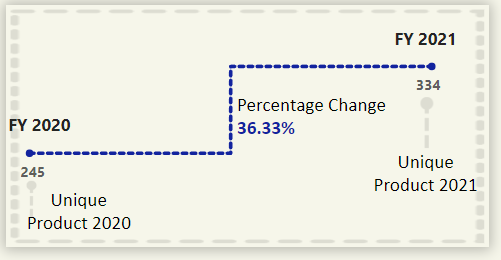 FY 2021
334
Percentage Change
36.33%
FY 2020
245
Unique
Product 2020
Unique
Product 2021